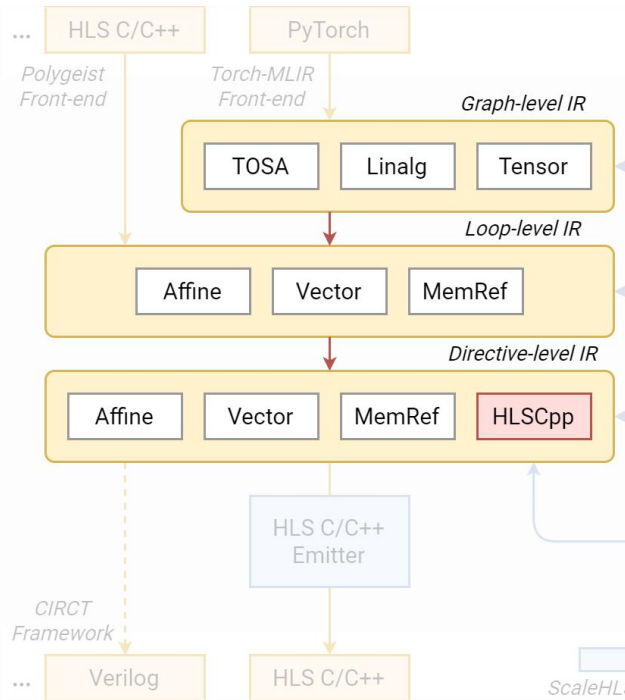 ... HLS C/C++ PyTorch
Polygeist Torch-MLIR
Front-end Front-end
Graph-level IR
TOSA Linalg Tensor
Loop-level IR
Affine Vector MemRef
Directive-level IR
Affine Vector MemRef HLSCpp
HLS C/C++
Emitter
CIRCT
Framework
... Verilog HLS C/C++